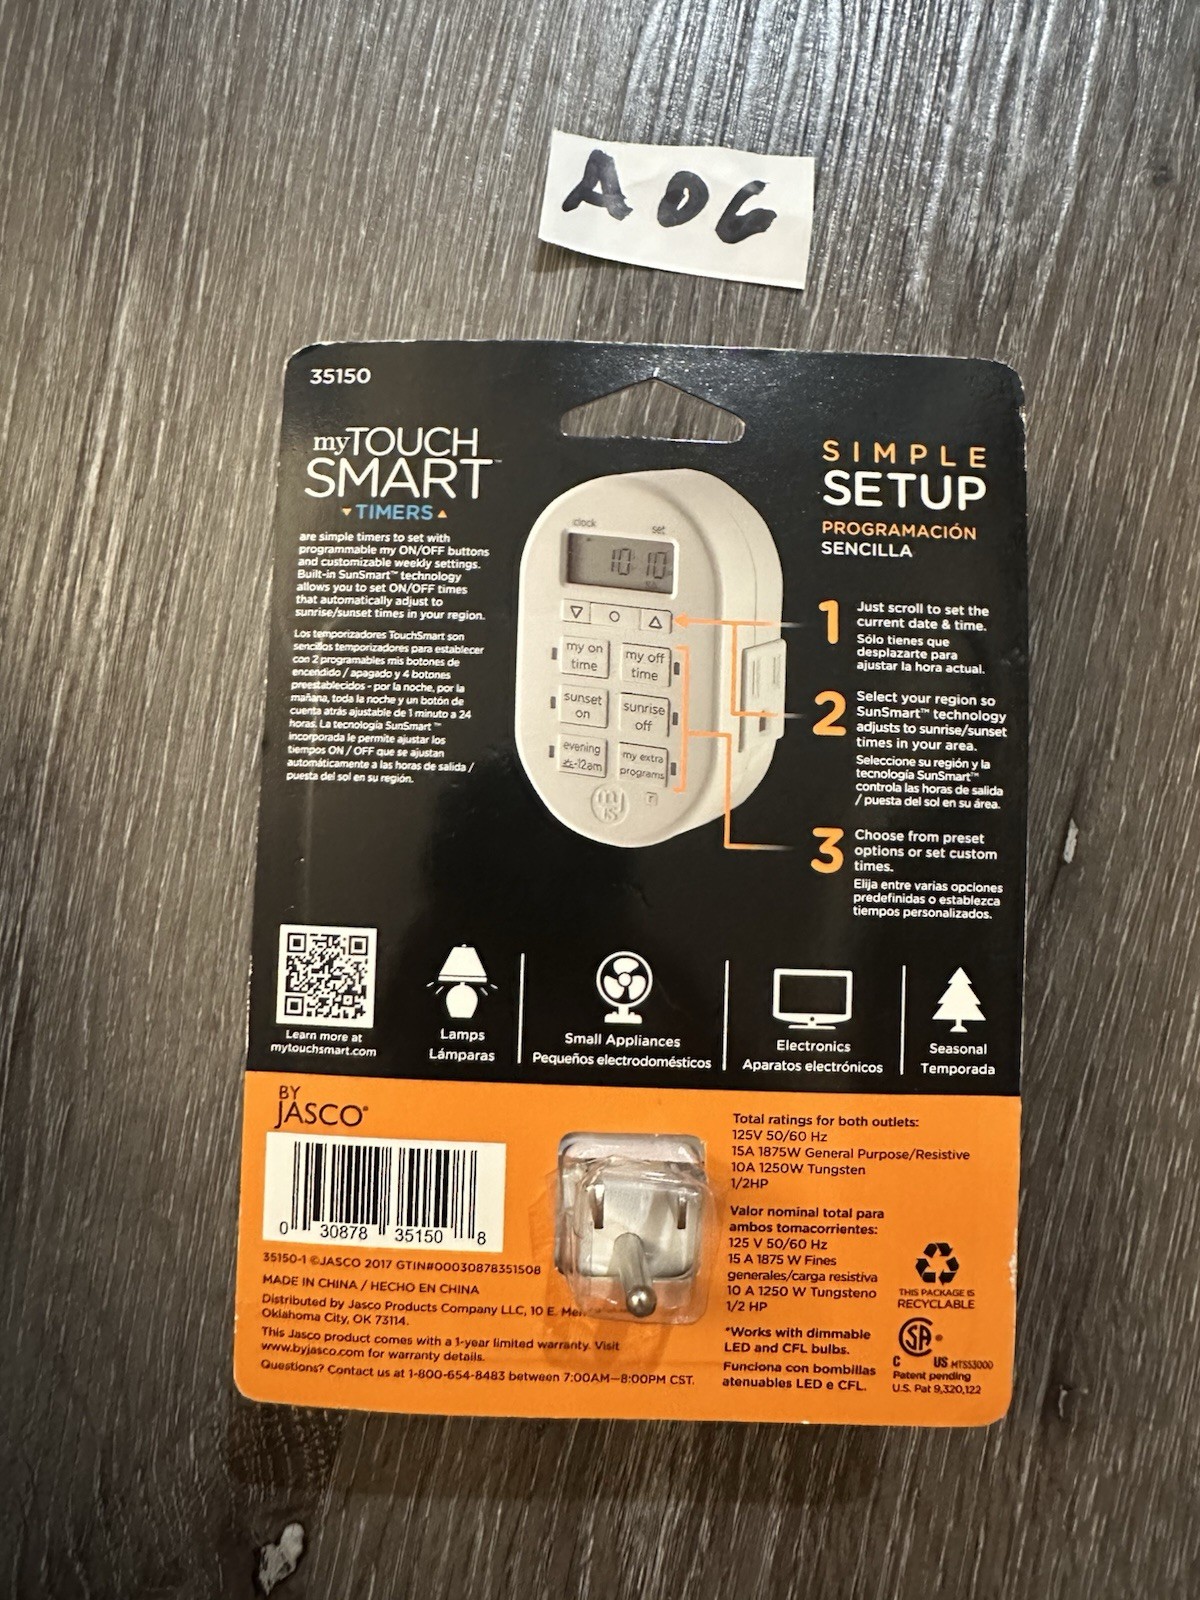 A06
35150
myTOUCH
SMART™
TIMERS
are simple timers to set with
programmable my ON/OFF buttons
and customizable weekly settings.
Built-in SunSmart™ technology
allows you to set ON/OFF times
that automatically adjust to
sunrise/sunset times in your region.
Los temporizadores TouchSmart son
sencillos temporizadores para establecer
con 2 programables mis botones de
encendido / apagado y 4 botones
preestablecidos - por la noche, por la
mañana, toda la noche y un botón de
cuenta atrás ajustable de 1 minuto a 24
horas. La tecnología SunSmart ™
incorporada le permite ajustar los
tiempos ON / OFF que se ajustan
automáticamente a las horas de salida /
puesta del sol en su región.
clock
set
10:10
my on
time
my off
time
sunset
on
sunrise
off
evening
-12am
my extra
programs
r
SIMPLE
SETUP
PROGRAMACIÓN
SENCILLA
1
Just scroll to set the
current date & time.
Sólo tienes que
desplazarte para
ajustar la hora actual.
2
Select your region so
SunSmart™ technology
adjusts to sunrise/sunset
times in your area.
Seleccione su región y la
tecnología SunSmart™
controla las horas de salida
/ puesta del sol en su área.
3
Choose from preset
options or set custom
times.
Elija entre varias opciones
predefinidas o establezca
tiempos personalizados.
Learn more at
mytouchsmart.com
Lamps
Lámparas
Small Appliances
Pequeños electrodomésticos
Electronics
Aparatos electrónicos
Seasonal
Temporada
BY
JASCO®
0 30878 35150 8
35150-1 ©JASCO 2017 GTIN#00030878351508
MADE IN CHINA / HECHO EN CHINA
Distributed by Jasco Products Company LLC, 10 E.
Oklahoma City, OK 73114.
This Jasco product comes with a 1-year limited warranty. Visit
www.byjasco.com for warranty details.
Questions? Contact us at 1-800-654-8483 between 7:00AM—8:00PM CST.
Total ratings for both outlets:
125V 50/60 Hz
15A 1875W General Purpose/Resistive
10A 1250W Tungsten
1/2HP
Valor nominal total para
ambos tomacorrientes:
125 V 50/60 Hz
15 A 1875 W Fines
generales/carga resistiva
10 A 1250 W Tungsteno
1/2 HP
*Works with dimmable
LED and CFL bulbs.
Funciona con bombillas
atenuables LED e CFL.
THIS PACKAGE IS
RECYCLABLE
SA®
C US MTS53000
Patent pending
U.S. Pat 9,320,122